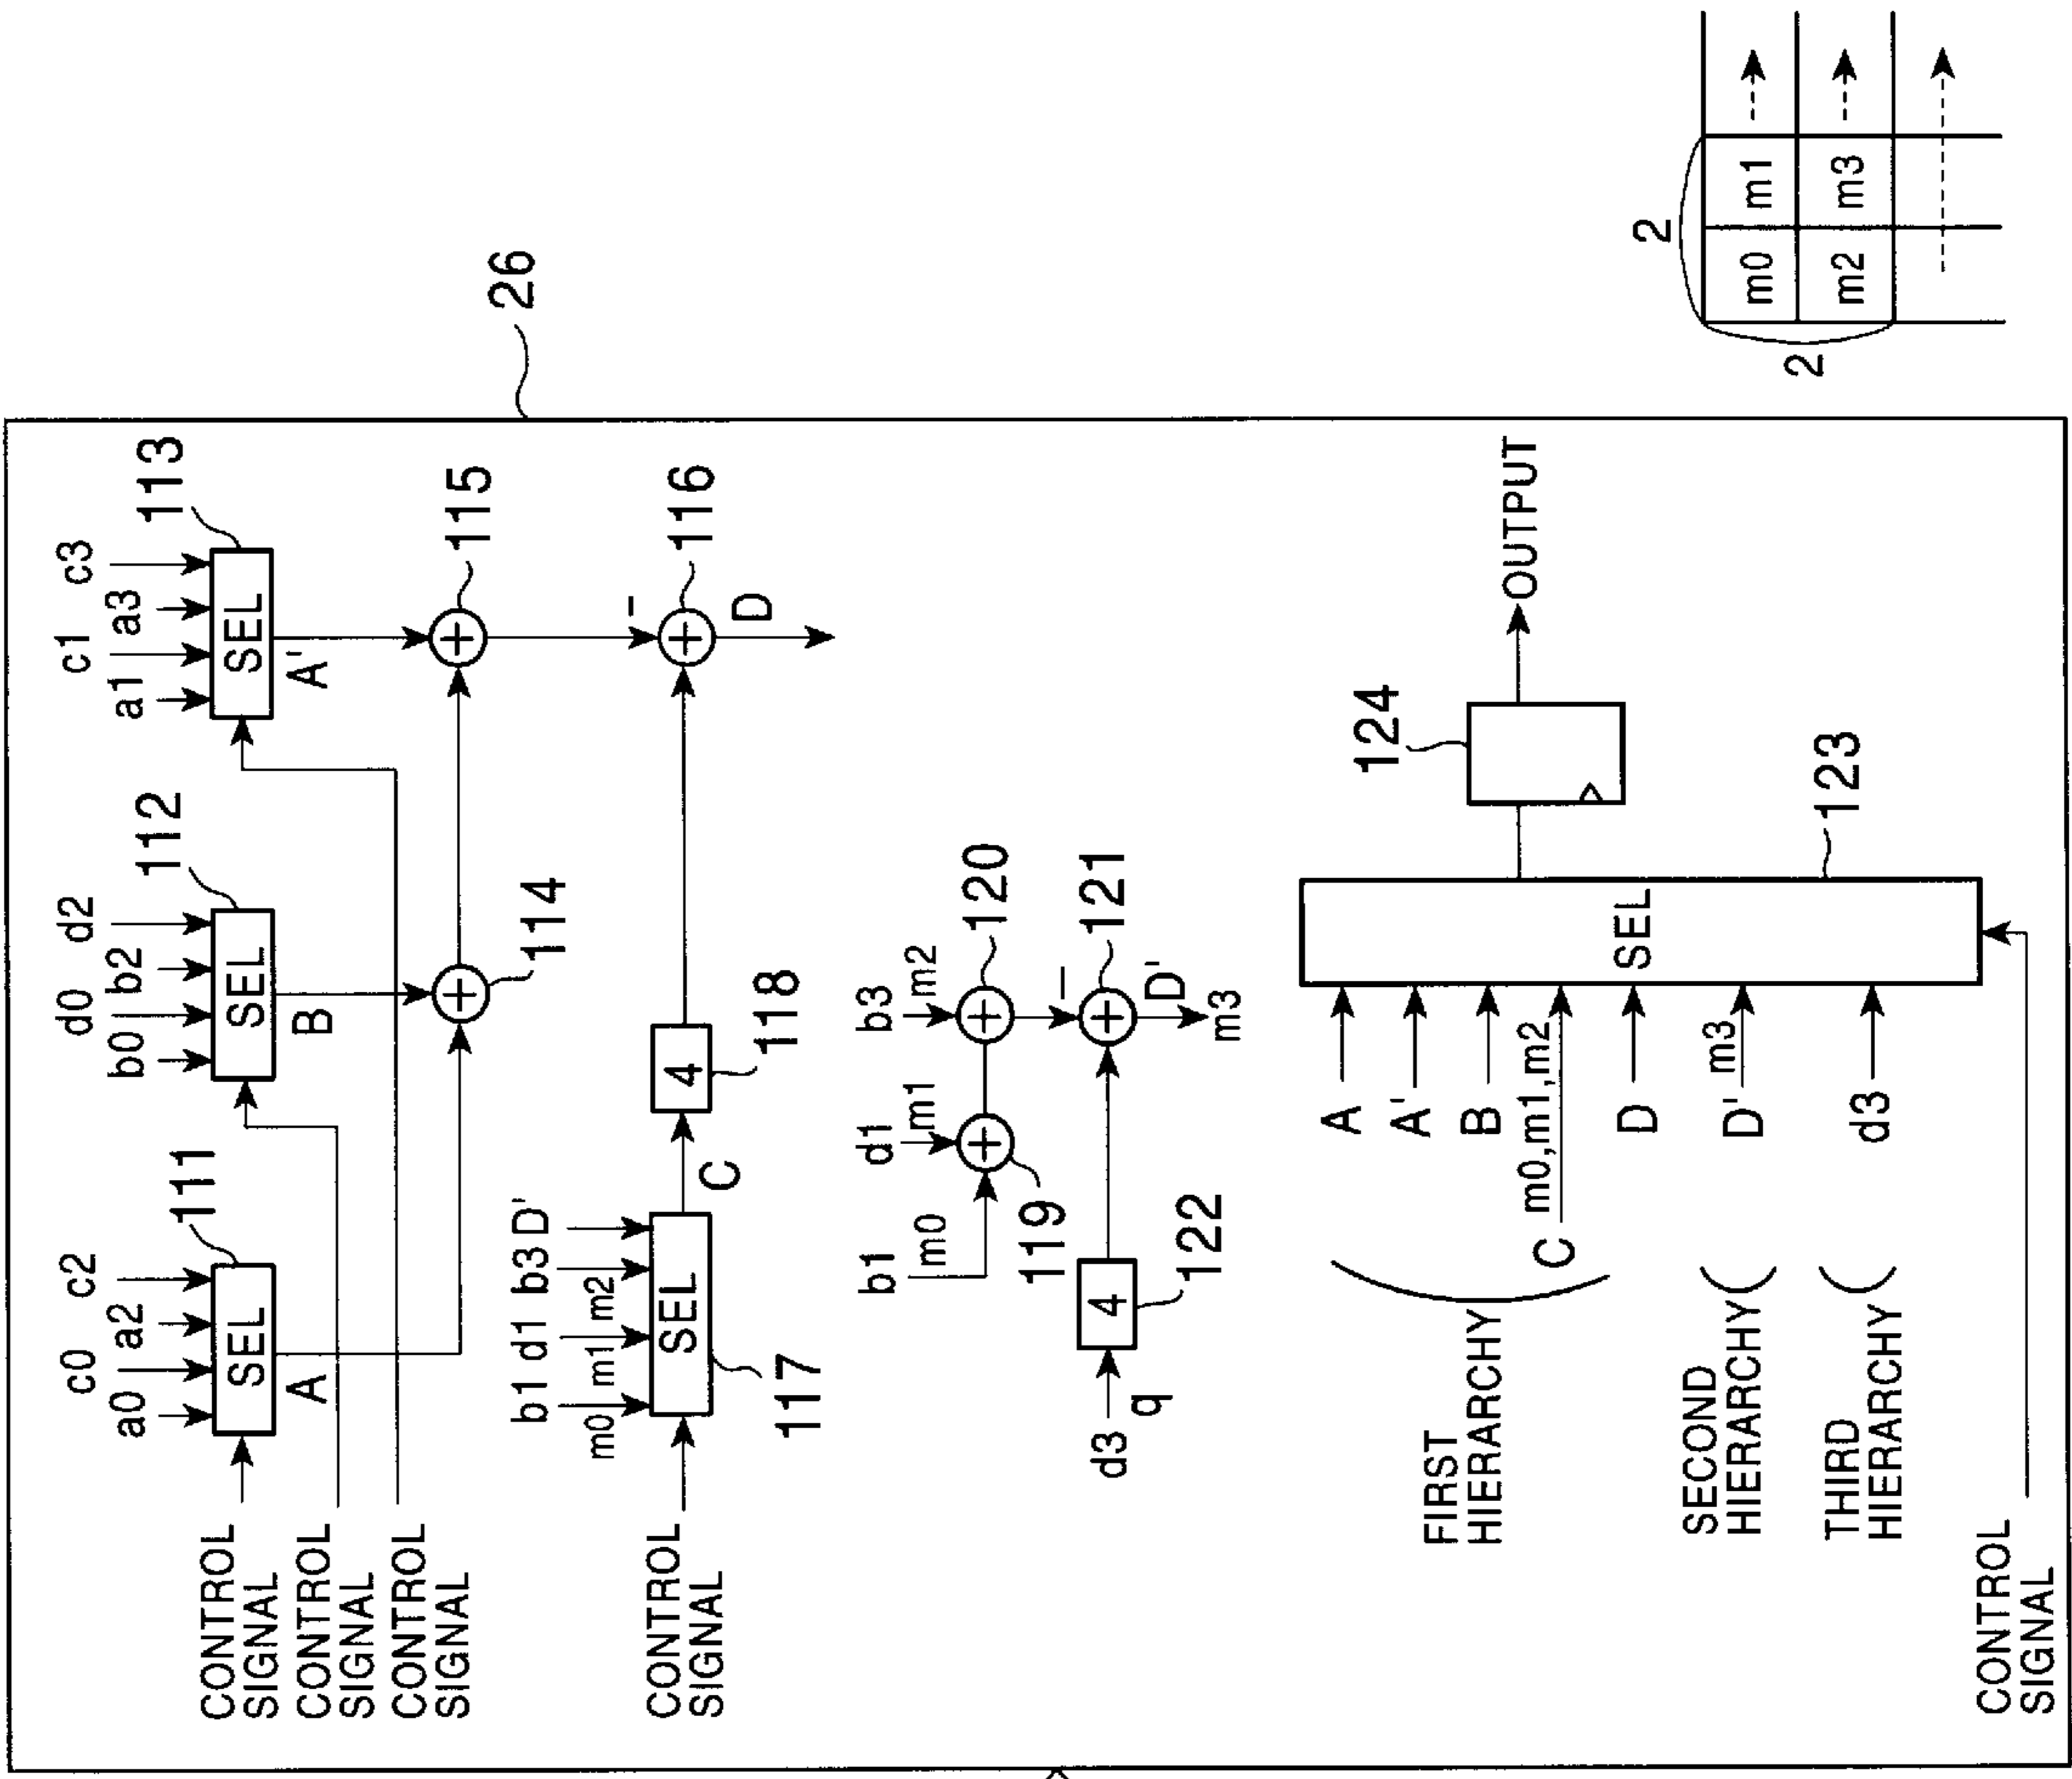 26
c0 c2
a0 a2
SEL
111
A
d0 d2
b0 b2
SEL
112
B
c1 c3
a1 a3
SEL
113
A'
CONTROL
SIGNAL
CONTROL
SIGNAL
CONTROL
SIGNAL
+
114
+
115
b1 d1 b3 D'
m0 m1 m2
SEL
117
C
4
118
−
+
116
D
CONTROL
SIGNAL
b1
m0
d1
m1
+
119
b3
m2
+
120
d3
q
4
122
−
+
121
D'
m3
FIRST
HIERARCHY
SECOND
HIERARCHY
THIRD
HIERARCHY
A
A'
B
C m0,m1,m2
D
D' m3
d3
SEL
123
124
OUTPUT
CONTROL
SIGNAL
2
2
m0 m1
m2 m3